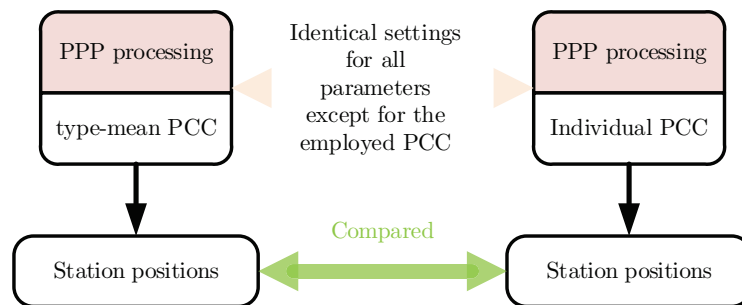 PPP processing
type-mean PCC
Identical settings
for all
parameters
except for the
employed PCC
PPP processing
Individual PCC
Station positions
Compared
Station positions